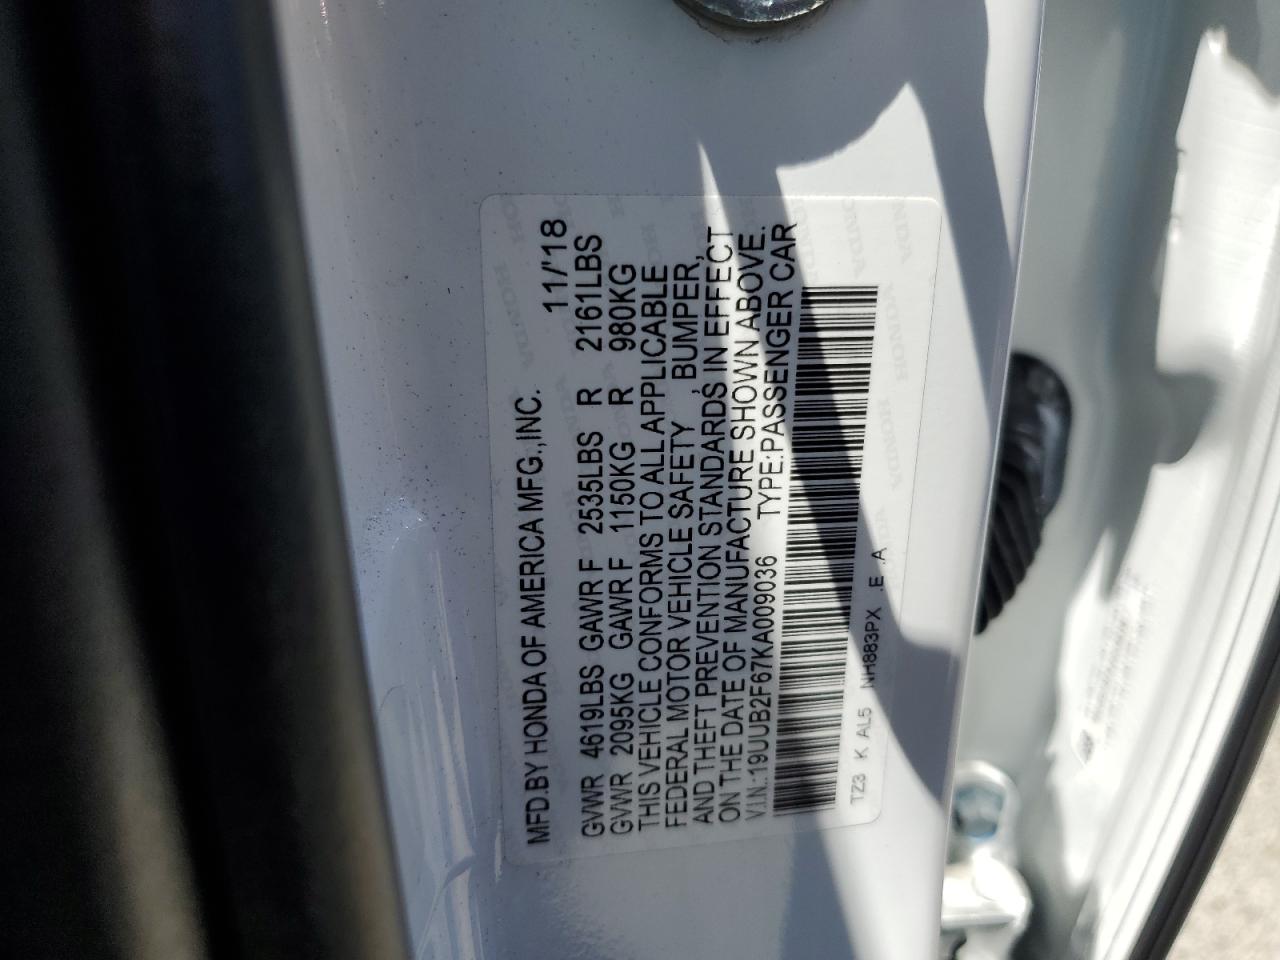 MFD.BY HONDA OF AMERICA MFG.,INC. 11/'18
GVWR 4619LBS GAWR F 2535LBS R 2161LBS
GVWR 2095KG GAWR F 1150KG R 980KG
THIS VEHICLE CONFORMS TO ALL APPLICABLE
FEDERAL MOTOR VEHICLE SAFETY, BUMPER,
AND THEFT PREVENTION STANDARDS IN EFFECT
ON THE DATE OF MANUFACTURE SHOWN ABOVE.
V.I.N.:19UUB2F67KA009036 TYPE:PASSENGER CAR
TZ3 K AL5 NH883PX .E A